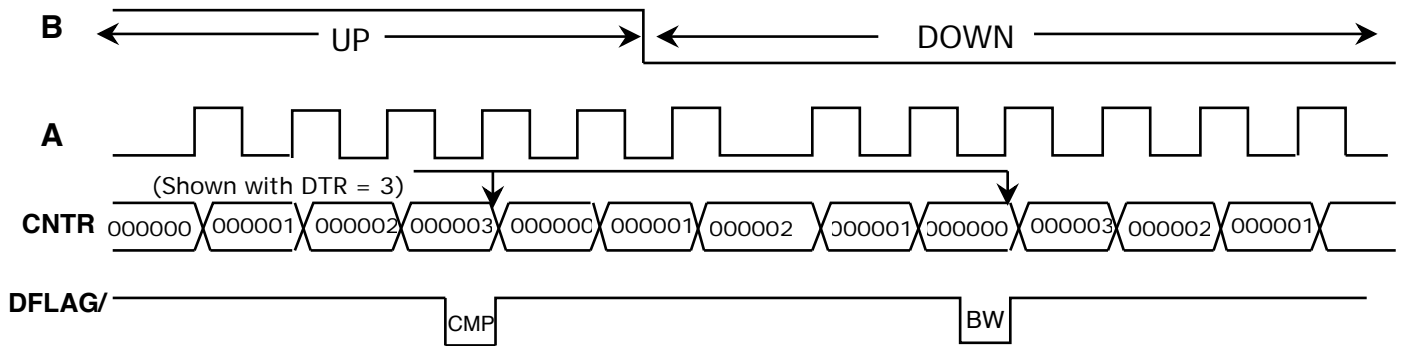 B UP DOWN
A
(Shown with DTR = 3)
CNTR 000000 000001 000002 000003 000000 000001 000002 000001 000000 000003 000002 000001
DFLAG/ CMP BW